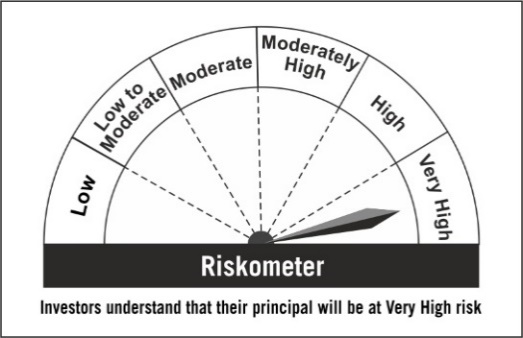 Low
Low to
Moderate
Moderate
Moderately
High
High
Very High
Riskometer
Investors understand that their principal will be at Very High risk